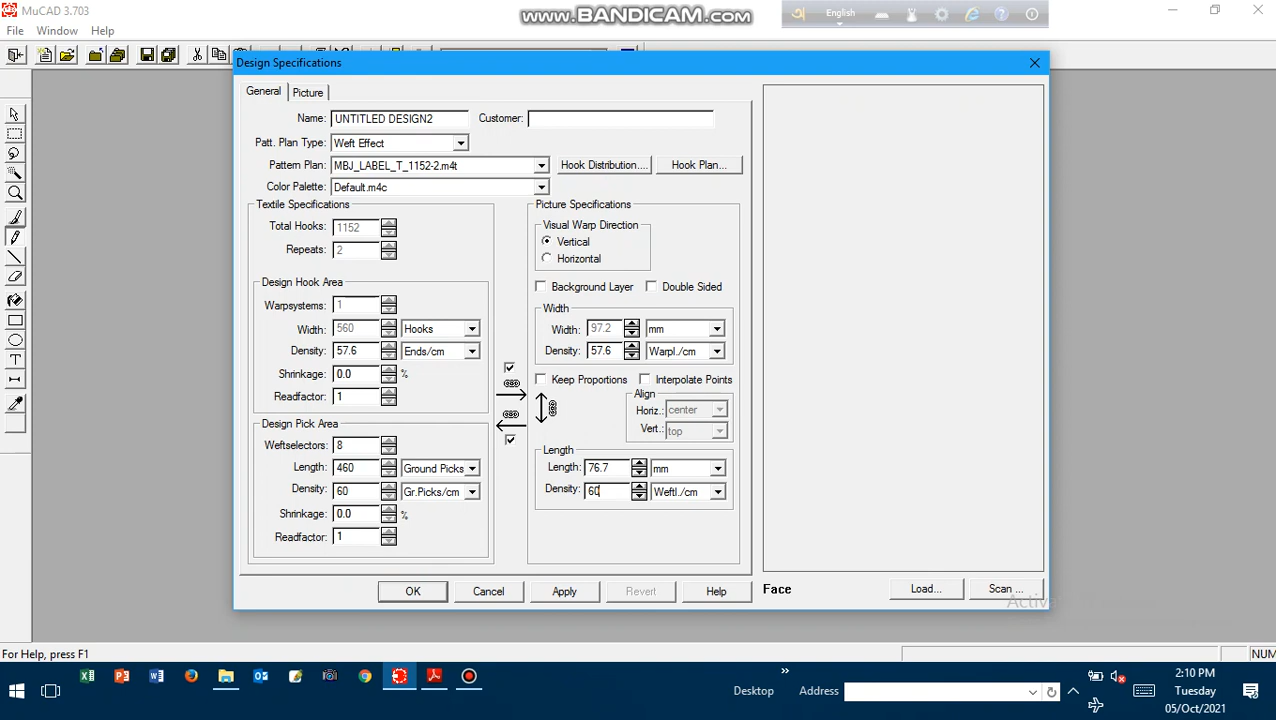 MuCAD 3.703
www.BANDICAM.com
English
File Window Help
Design Specifications
General Picture
Name: UNTITLED DESIGN2 Customer:
Patt. Plan Type: Weft Effect
Pattern Plan: MBJ_LABEL_T_1152-2.m4t Hook Distribution.... Hook Plan...
Color Palette: Default.m4c
Textile Specifications
Total Hooks: 1152
Repeats: 2
Design Hook Area
Warpsystems: 1
Width: 560 Hooks
Density: 57.6 Ends/cm
Shrinkage: 0.0 %
Readfactor: 1
Design Pick Area
Weftselectors: 8
Length: 460 Ground Picks
Density: 60 Gr.Picks/cm
Shrinkage: 0.0 %
Readfactor: 1
Picture Specifications
Visual Warp Direction
Vertical
Horizontal
Background Layer Double Sided
Width
Width: 97.2 mm
Density: 57.6 Warpl./cm
Keep Proportions Interpolate Points
Align
Horiz.: center
Vert.: top
Length
Length: 76.7 mm
Density: 60 Weftl./cm
OK Cancel Apply Revert Help
Face Load... Scan ...
Activa
For Help, press F1
NUM
Desktop Address
2:10 PM
Tuesday
05/Oct/2021